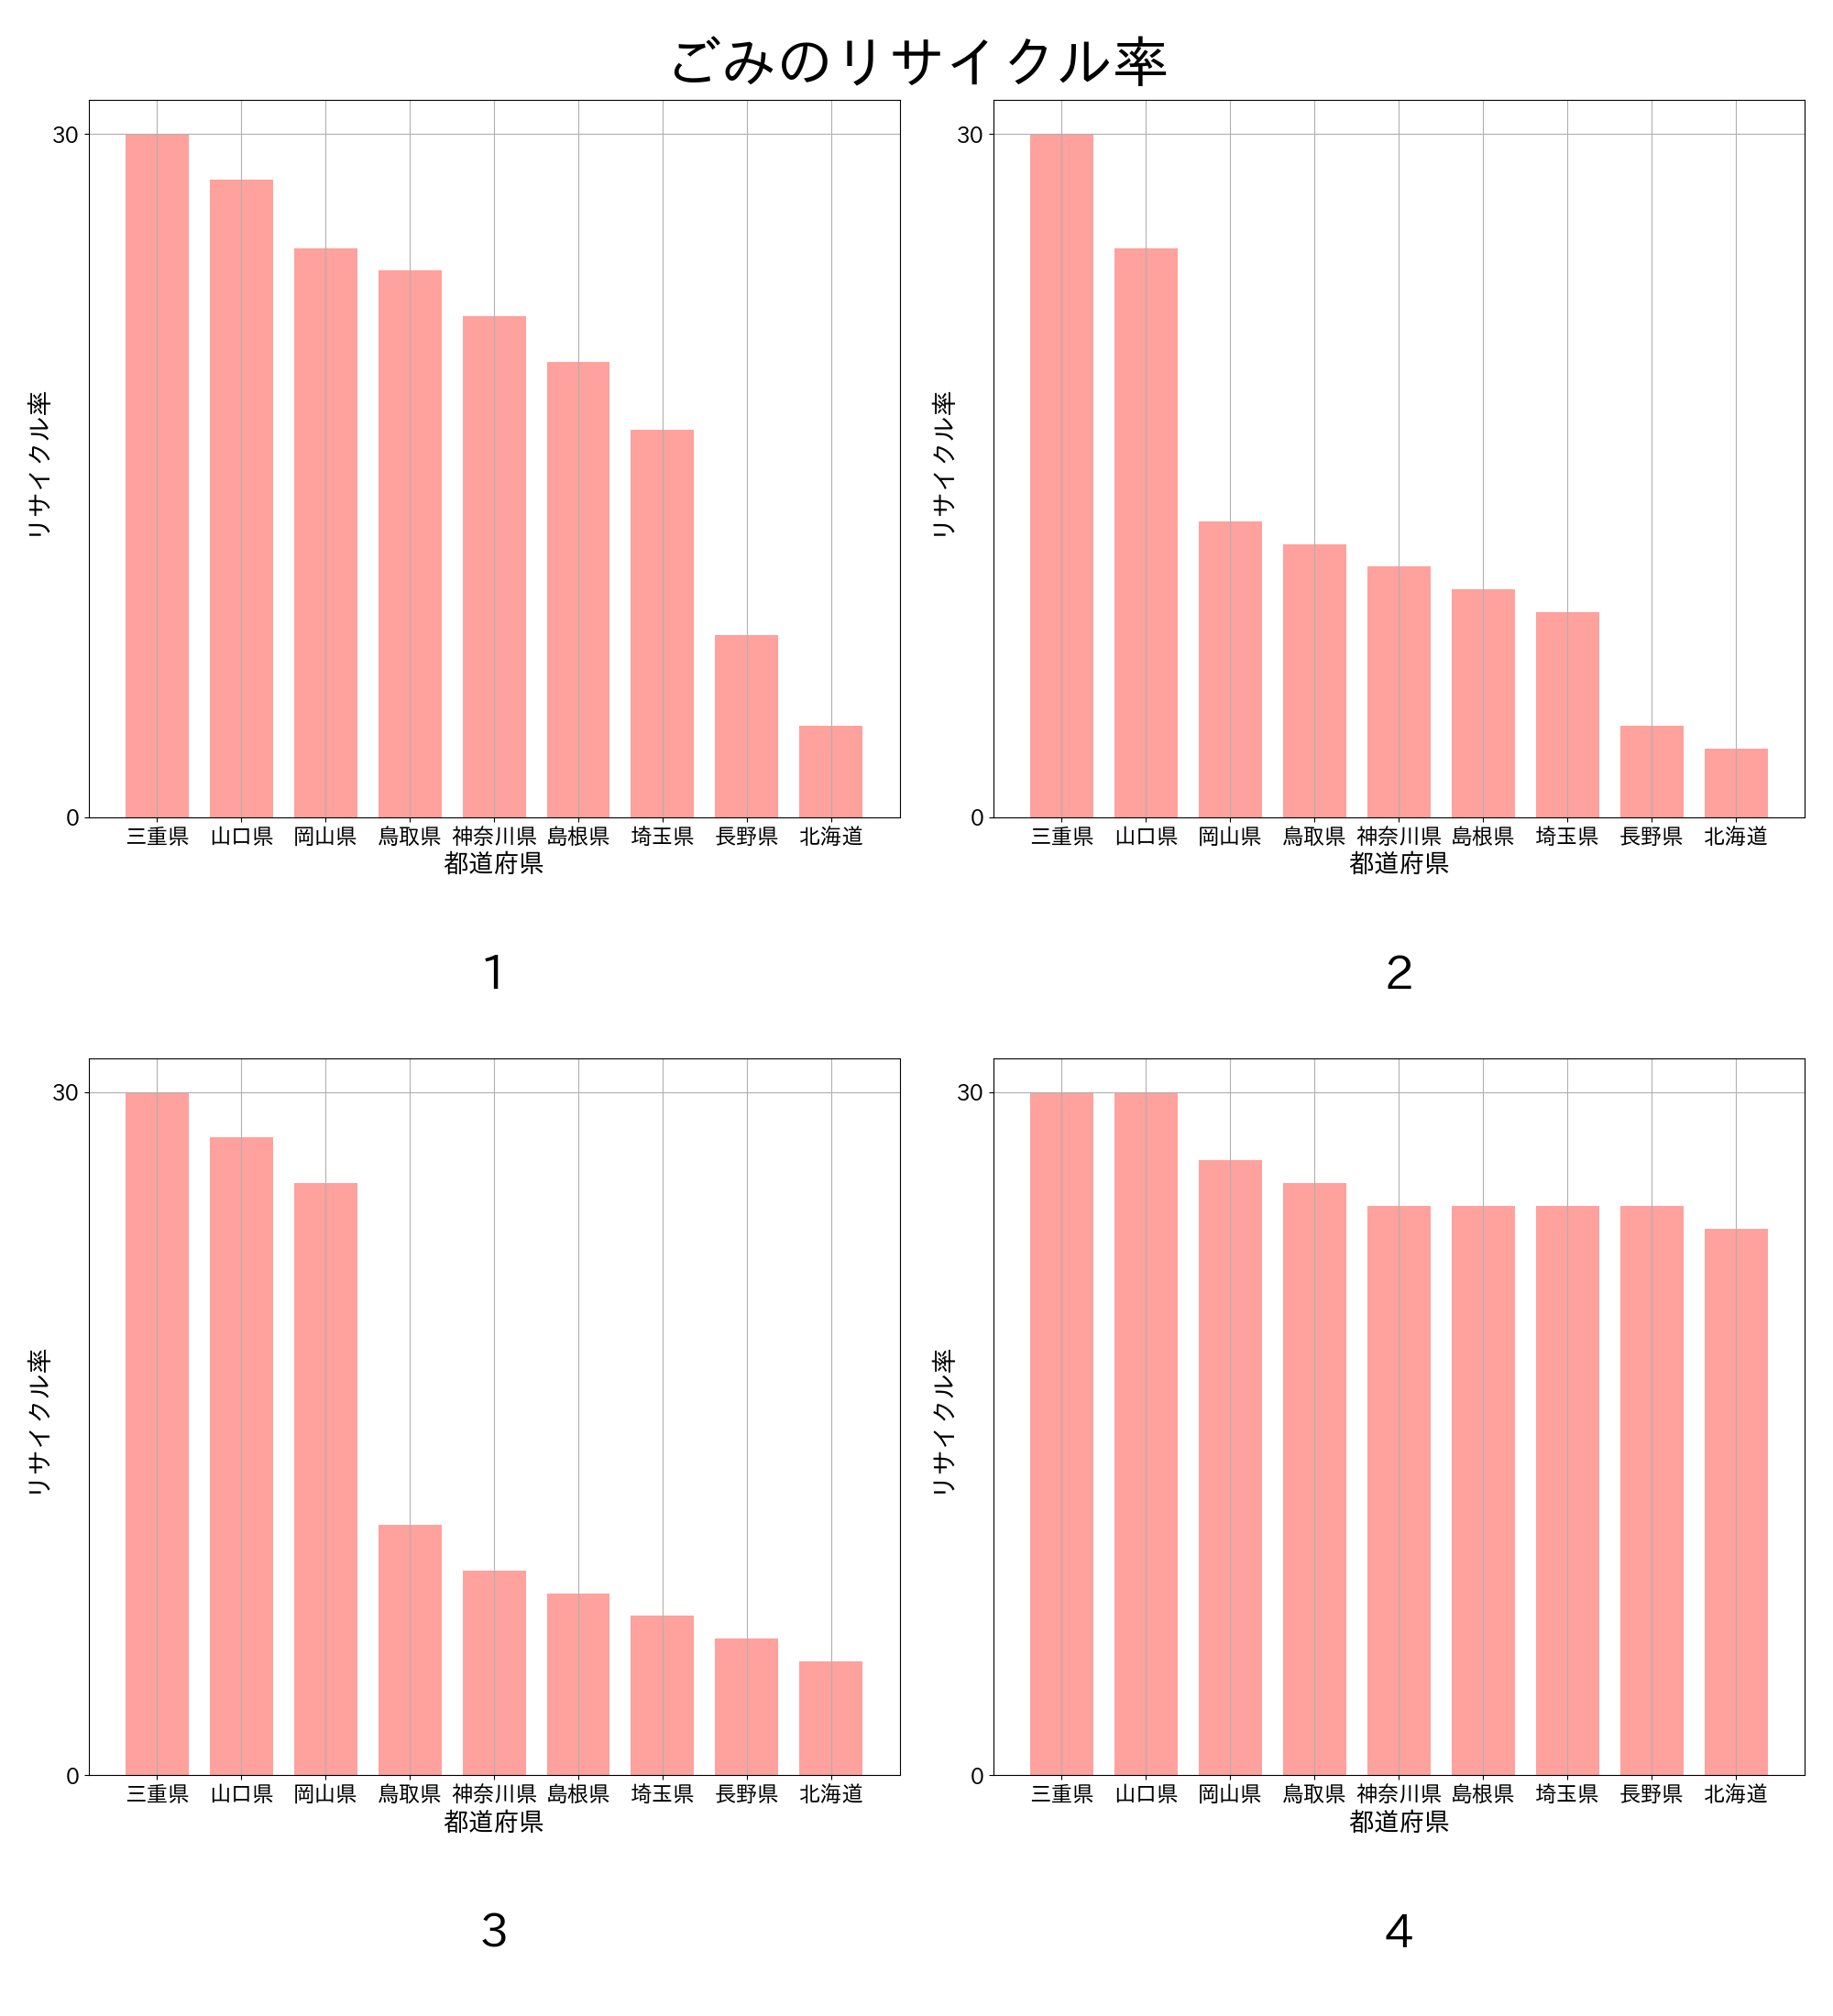 ごみのリサイクル率
30
0
リサイクル率
三重県 山口県 岡山県 鳥取県 神奈川県 島根県 埼玉県 長野県 北海道
都道府県
1
30
0
リサイクル率
三重県 山口県 岡山県 鳥取県 神奈川県 島根県 埼玉県 長野県 北海道
都道府県
2
30
0
リサイクル率
三重県 山口県 岡山県 鳥取県 神奈川県 島根県 埼玉県 長野県 北海道
都道府県
3
30
0
リサイクル率
三重県 山口県 岡山県 鳥取県 神奈川県 島根県 埼玉県 長野県 北海道
都道府県
4